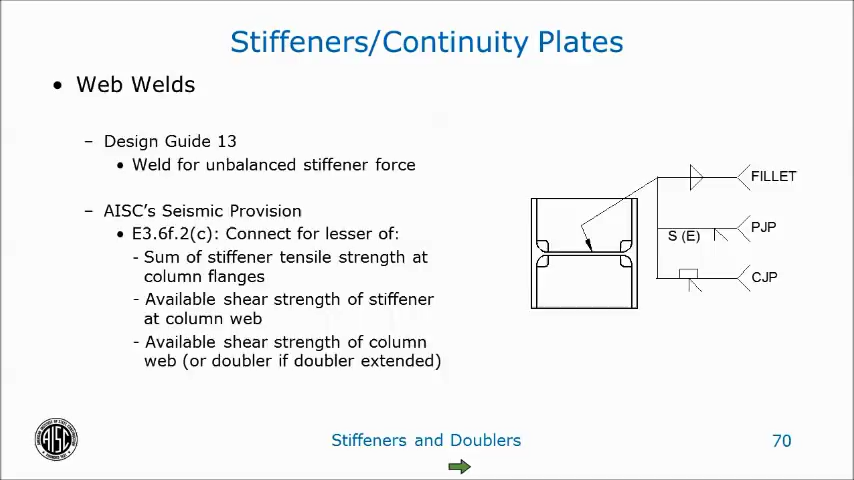 Stiffeners/Continuity Plates
• Web Welds
– Design Guide 13
• Weld for unbalanced stiffener force
– AISC's Seismic Provision
• E3.6f.2(c): Connect for lesser of:
- Sum of stiffener tensile strength at
column flanges
- Available shear strength of stiffener
at column web
- Available shear strength of column
web (or doubler if doubler extended)
FILLET
S (E)
PJP
CJP
AISC
Stiffeners and Doublers
70